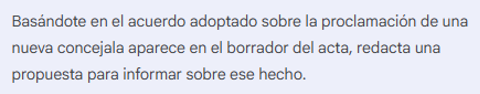 Basándote en el acuerdo adoptado sobre la proclamación de una
nueva concejala aparece en el borrador del acta, redacta una
propuesta para informar sobre ese hecho.